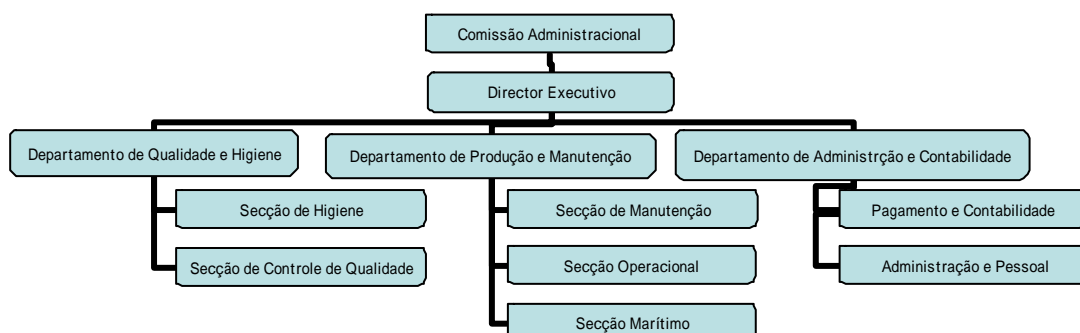 Comissão Administracional
Director Executivo
Departamento de Qualidade e Higiene
Departamento de Produção e Manutenção
Departamento de Administrção e Contabilidade
Secção de Higiene
Secção de Manutenção
Pagamento e Contabilidade
Secção de Controle de Qualidade
Secção Operacional
Administração e Pessoal
Secção Marítimo